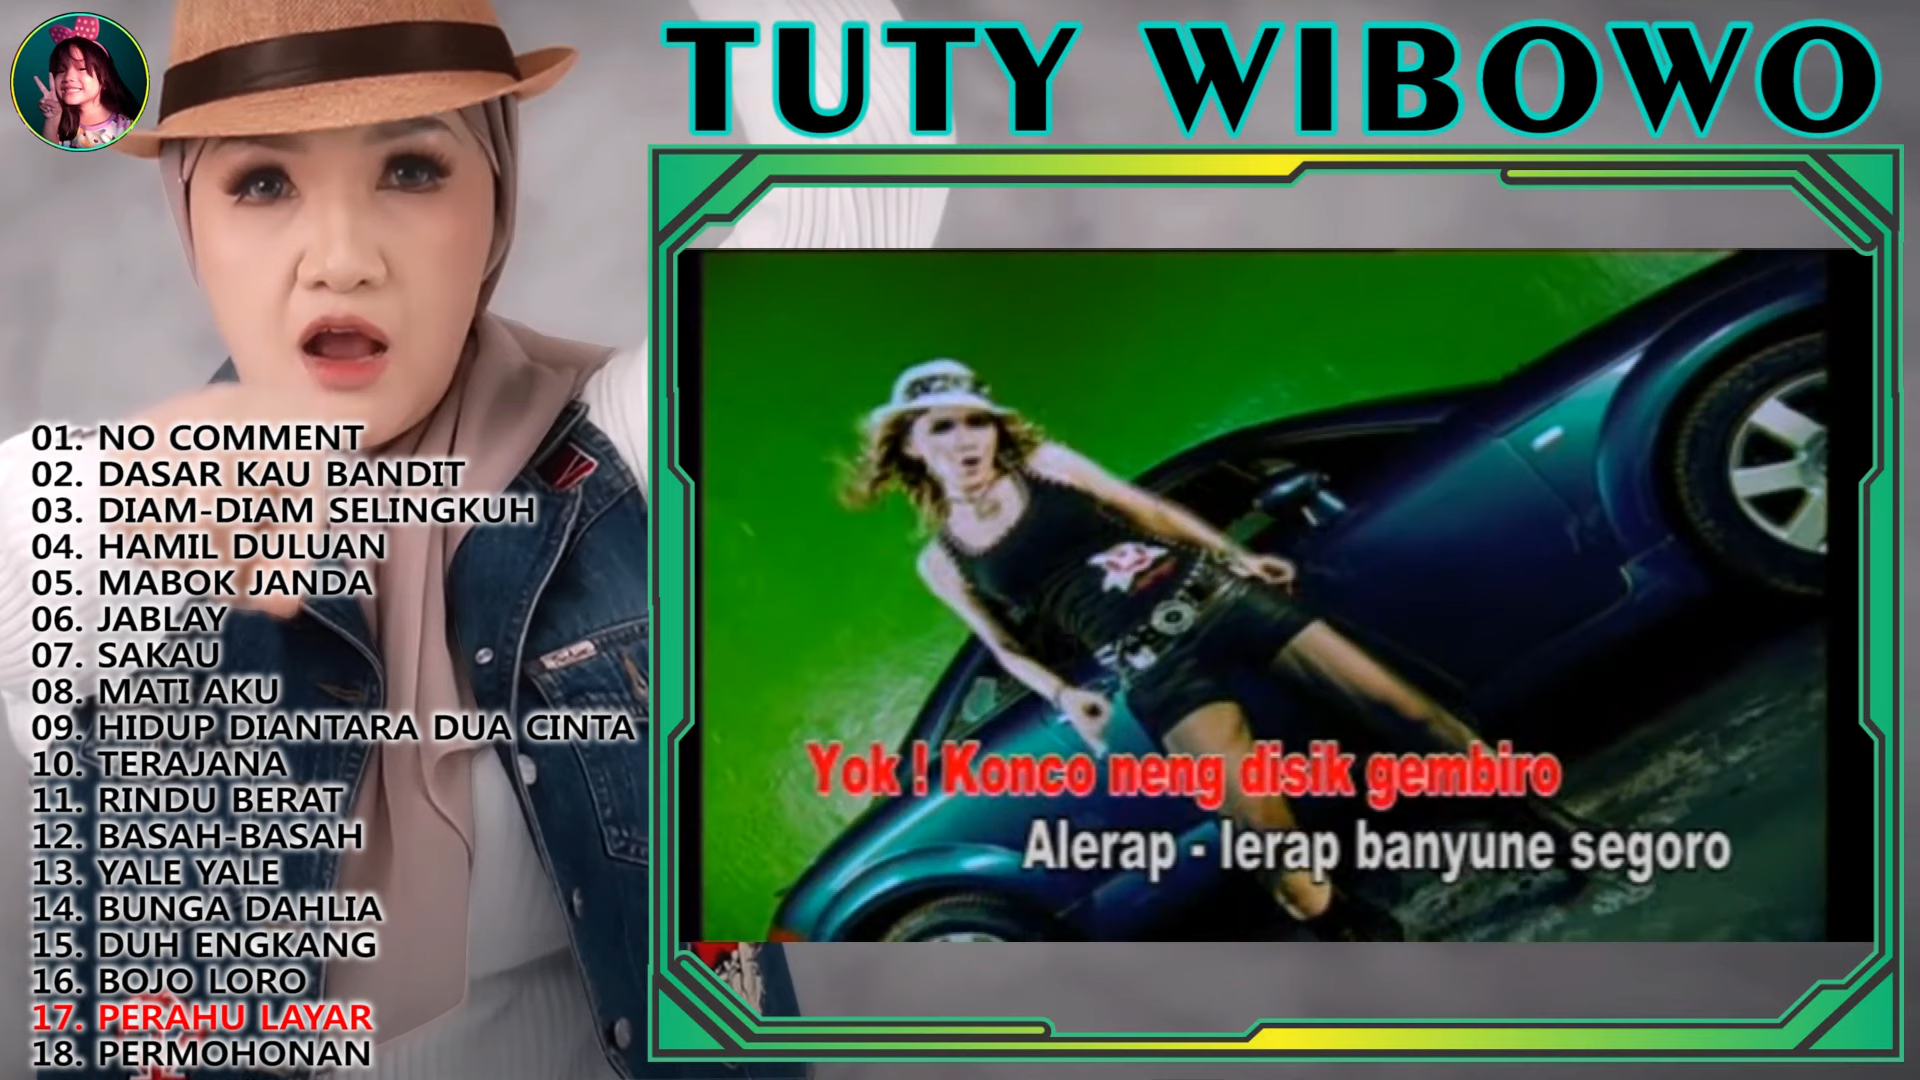 TUTY WIBOWO
01. NO COMMENT
02. DASAR KAU BANDIT
03. DIAM-DIAM SELINGKUH
04. HAMIL DULUAN
05. MABOK JANDA
06. JABLAY
07. SAKAU
08. MATI AKU
09. HIDUP DIANTARA DUA CINTA
10. TERAJANA
11. RINDU BERAT
12. BASAH-BASAH
13. YALE YALE
14. BUNGA DAHLIA
15. DUH ENGKANG
16. BOJO LORO
17. PERAHU LAYAR
18. PERMOHONAN
Yok ! Konco neng disik gembiro
Alerap - lerap banyune segoro